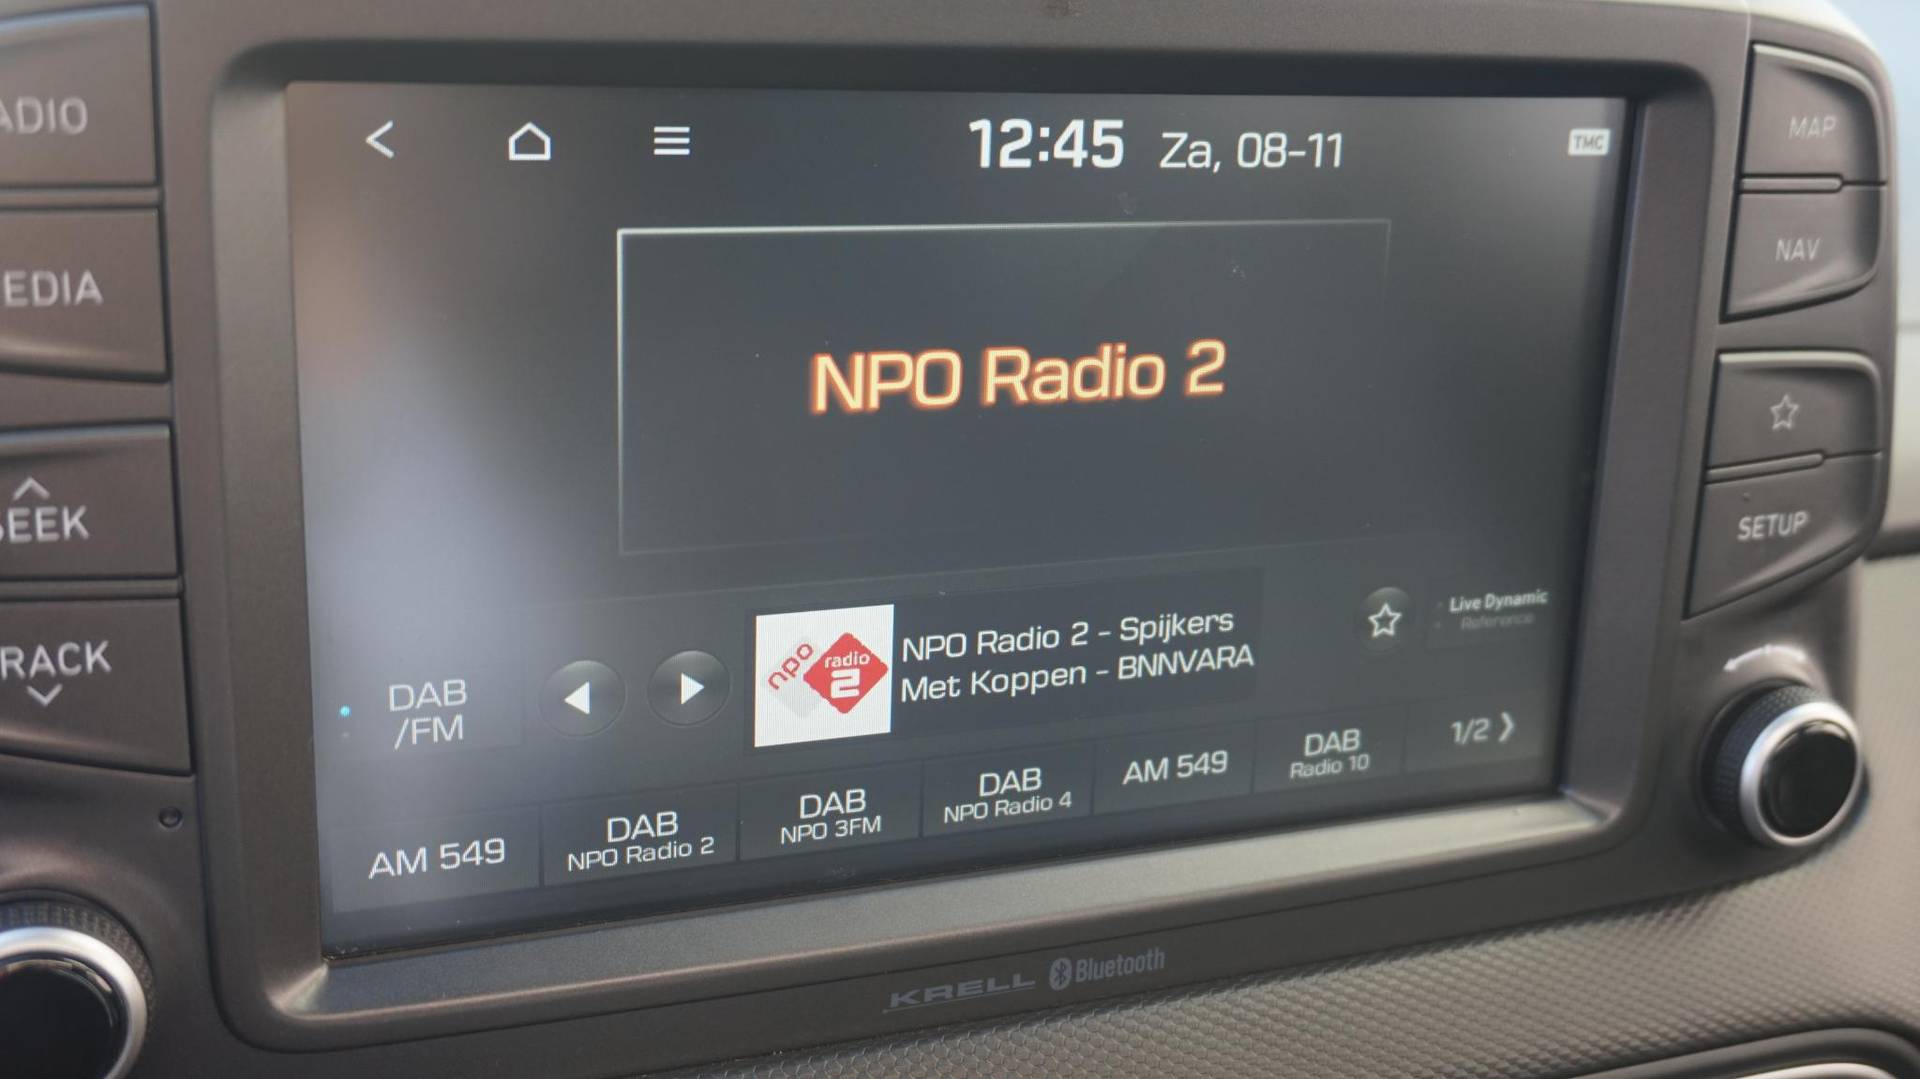 ADIO
EDIA
SEEK
RACK
12:45 Za, 08-11
TMC
MAP
NAV
SETUP
NPO Radio 2
npo radio 2
NPO Radio 2 - Spijkers
Met Koppen - BNNVARA
Live Dynamic
Reference
DAB
/FM
1/2
AM 549
DAB
NPO Radio 2
DAB
NPO 3FM
DAB
NPO Radio 4
AM 549
DAB
Radio 10
KRELL Bluetooth